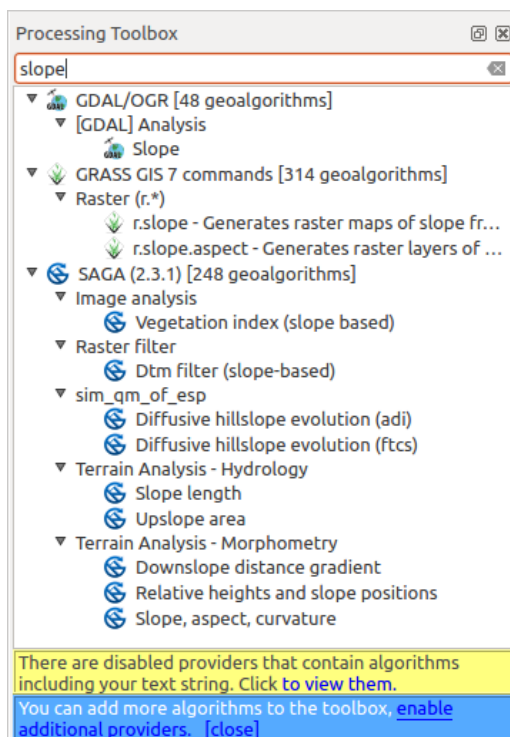 Processing Toolbox
slope
GDAL/OGR [48 geoalgorithms]
[GDAL] Analysis
Slope
GRASS GIS 7 commands [314 geoalgorithms]
Raster (r.*)
r.slope - Generates raster maps of slope fr...
r.slope.aspect - Generates raster layers of ...
SAGA (2.3.1) [248 geoalgorithms]
Image analysis
Vegetation index (slope based)
Raster filter
Dtm filter (slope-based)
sim_qm_of_esp
Diffusive hillslope evolution (adi)
Diffusive hillslope evolution (ftcs)
Terrain Analysis - Hydrology
Slope length
Upslope area
Terrain Analysis - Morphometry
Downslope distance gradient
Relative heights and slope positions
Slope, aspect, curvature
There are disabled providers that contain algorithms
including your text string. Click to view them.
You can add more algorithms to the toolbox, enable
additional providers. [close]